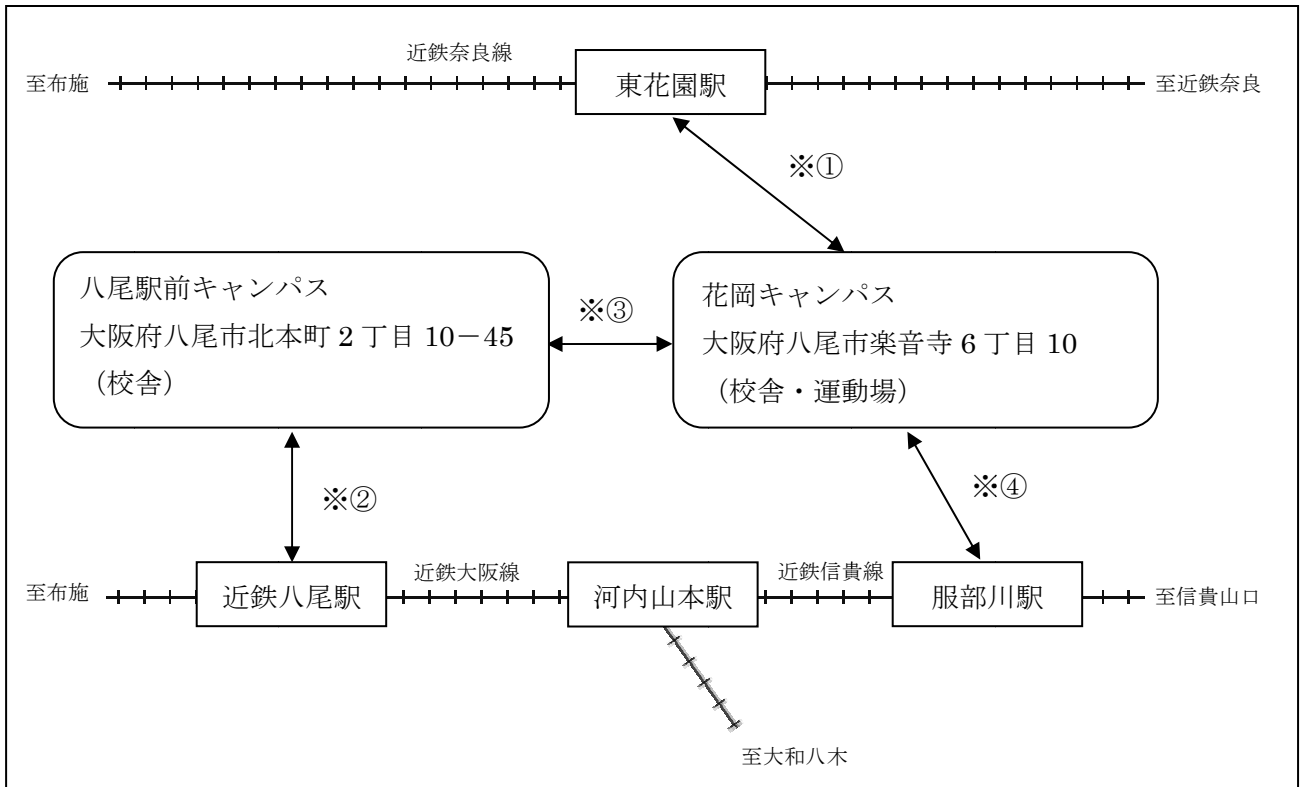 近鉄奈良線
至布施
東花園駅
至近鉄奈良
※①
八尾駅前キャンパス
大阪府八尾市北本町2丁目10－45
（校舎）
※③
花岡キャンパス
大阪府八尾市楽音寺6丁目10
（校舎・運動場）
※②
※④
至布施
近鉄八尾駅
近鉄大阪線
河内山本駅
近鉄信貴線
服部川駅
至信貴山口
至大和八木